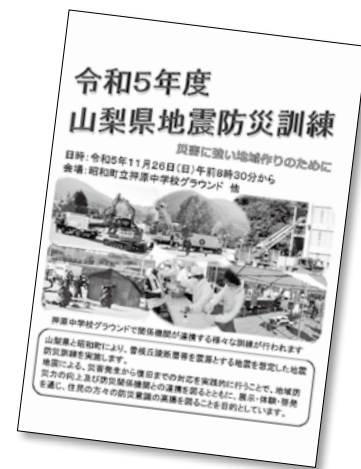 令和5年度
山梨県地震防災訓練
災害に強い地域作りのために
日時:令和5年11月26日(日)午前8時30分から
会場:昭和町立押原中学校グラウンド 他
押原中学校グラウンドで関係機関が連携する様々な訓練が行われます
山梨県と昭和町により、曽根丘陵断層帯を震源とする地震を想定した地震
防災訓練を実施します。
地震による、災害発生から復旧までの対応を実践的に行うことで、地域防
災力の向上及び防災関係機関との連携を図るとともに、展示・体験・啓発
を通じ、住民の方々の防災意識の高揚を図ることを目的としています。